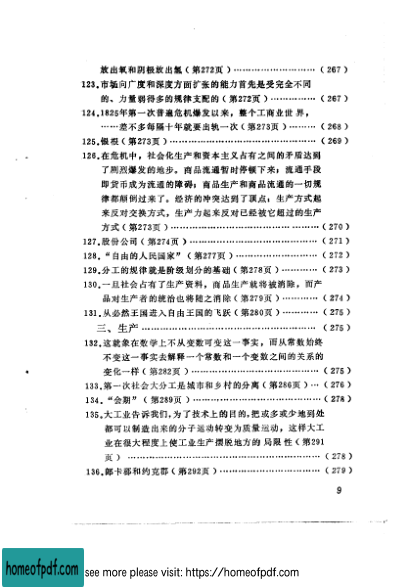 放出氧和阴极放出氢(第272页) …………………(267)
123.市场向广度和深度方面扩张的能力首先是受完全不同
的、力量弱得多的规律支配的(第272页) ……………(267)
124.1825年第一次普遍危机爆发以来,整个工商业世界,
……差不多每隔十年就要出轨一次(第273页) ………(268)
125.银根(第273页) ……………………………………(269)
126.在危机中,社会化生产和资本主义占有之间的矛盾达到
了剧烈爆发的地步。商品流通暂时停顿下来;流通手段
即货币成为流通的障碍;商品生产和商品流通的一切规
律都颠倒过来了。经济的冲突达到了顶点:生产方式起
来反对交换方式,生产力起来反对已经被它超过的生产
方式(第273页) ………………………………………(270)
127.股份公司(第274页) ………………………………(271)
128.“自由的人民国家”(第277页) ……………………(272)
129.分工的规律就是阶级划分的基础(第278页) …………(273)
130.一旦社会占有了生产资料,商品生产就将被消除,而产
品对生产者的统治也将随之消除(第279页) …………(274)
131.从必然王国进入自由王国的飞跃(第280页) …………(275)
三、生产 ……………………………………………(275)
132.这就象在数学上不从变数可变这一事实,而从常数始终
不变这一事实去解释一个常数和一个变数之间的关系的
变化一样(第282页) …………………………………(275)
133.第一次社会大分工是城市和乡村的分离(第286页)…(276)
134.“会期”(第289页) …………………………………(278)
135.大工业告诉我们,为了技术上的目的,把或多或少地到处
都可以制造出来的分子运动转变为质量运动,这样大工
业在很大程度上使工业生产摆脱地方的局限性(第291
页) ……………………………………………………(278)
136.郎卡郡和约克郡(第292页) …………………………(279)
9
homeofpdf.com
see more please visit: https://homeofpdf.com